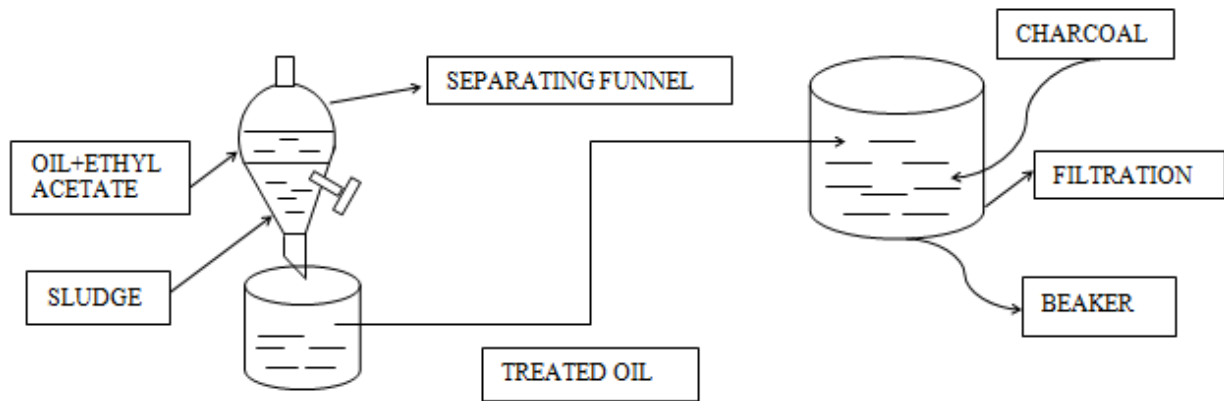 CHARCOAL
SEPARATING FUNNEL
OIL+ETHYL
ACETATE
FILTRATION
SLUDGE
BEAKER
TREATED OIL